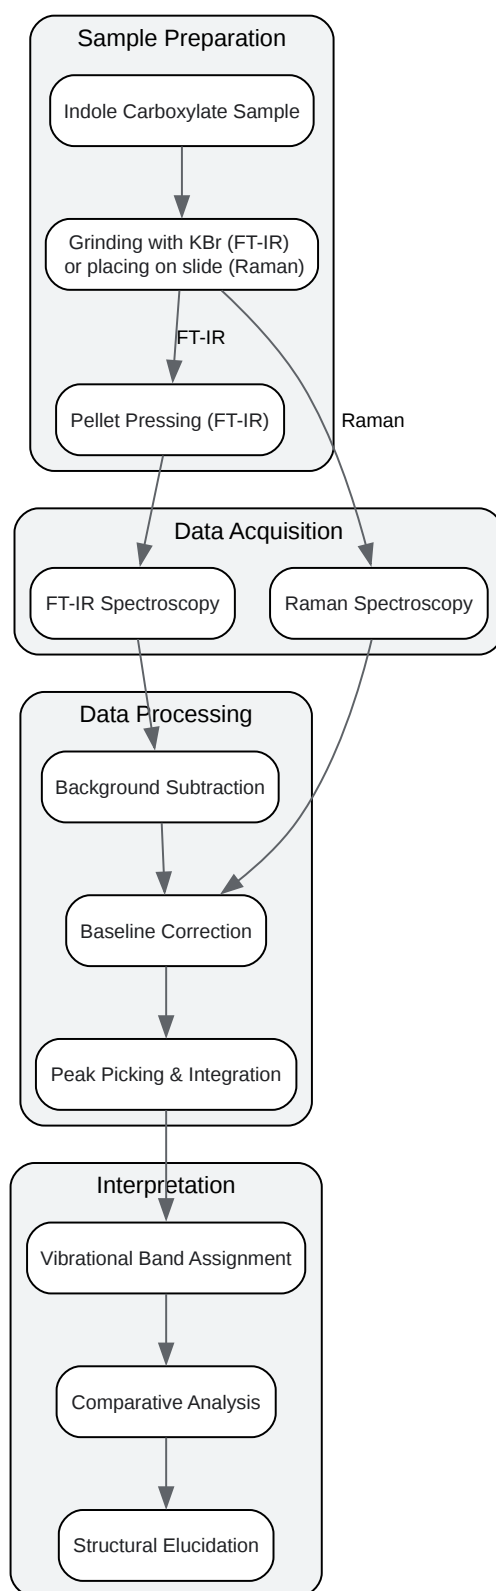 Sample Preparation
Indole Carboxylate Sample
Grinding with KBr (FT-IR)
or placing on slide (Raman)
FT-IR
Pellet Pressing (FT-IR)
Raman
Data Acquisition
FT-IR Spectroscopy
Raman Spectroscopy
Data Processing
Background Subtraction
Baseline Correction
Peak Picking & Integration
Interpretation
Vibrational Band Assignment
Comparative Analysis
Structural Elucidation